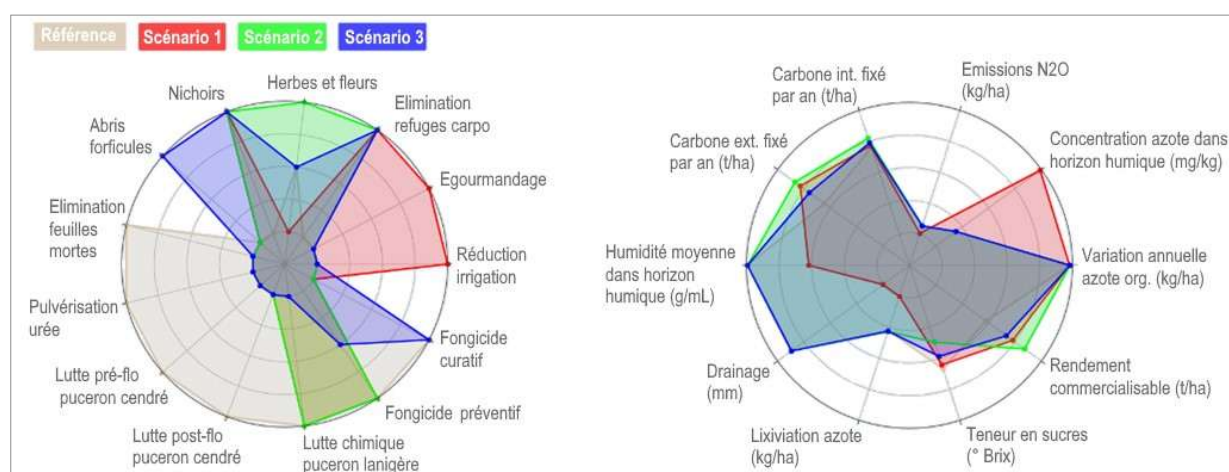 Référence
Scénario 1
Scénario 2
Scénario 3
Herbes et fleurs
Nichoirs
Elimination
refuges carpo
Abris
forficules
Egourmandage
Elimination
feuilles
mortes
Réduction
irrigation
Pulvérisation
urée
Fongicide
curatif
Lutte pré-flo
puceron cendré
Fongicide préventif
Lutte post-flo
puceron cendré
Lutte chimique
puceron lanigère
Carbone int. fixé
par an (t/ha)
Emissions N2O
(kg/ha)
Carbone ext. fixé
par an (t/ha)
Concentration azote dans
horizon humique (mg/kg)
Humidité moyenne
dans horizon
humique (g/mL)
Variation annuelle
azote org. (kg/ha)
Drainage
(mm)
Rendement
commercialisable (t/ha)
Lixiviation azote
(kg/ha)
Teneur en sucres
(° Brix)